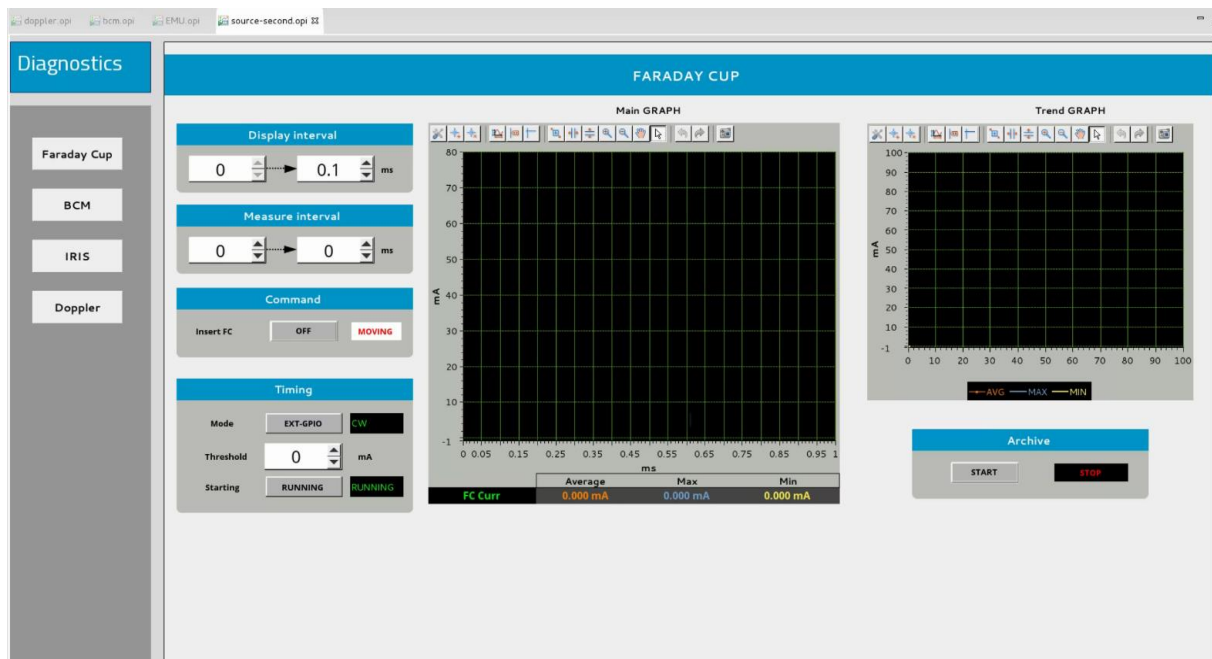 doppler.opi bcm.opi EMU.opi source-second.opi
Diagnostics
Faraday Cup
BCM
IRIS
Doppler
FARADAY CUP
Display interval
0 0.1 ms
Measure interval
0 0 ms
Command
Insert FC OFF MOVING
Timing
Mode EXT-GPIO CW
Threshold 0 mA
Starting RUNNING RUNNING
Main GRAPH
80
70
60
50
40
30
20
10
-1
mA
0 0.05 0.15 0.25 0.35 0.45 0.55 0.65 0.75 0.85 0.95 1
ms
Average Max Min
FC Curr 0.000 mA 0.000 mA 0.000 mA
Trend GRAPH
100
90
80
70
60
50
40
30
20
10
-1
mA
0 10 20 30 40 50 60 70 80 90 100
AVG MAX MIN
Archive
START STOP